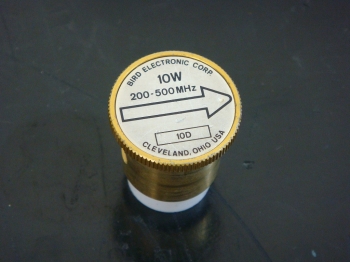 BIRD ELECTRONIC CORP.
10W
200-500MHz
10D
CLEVELAND, OHIO USA